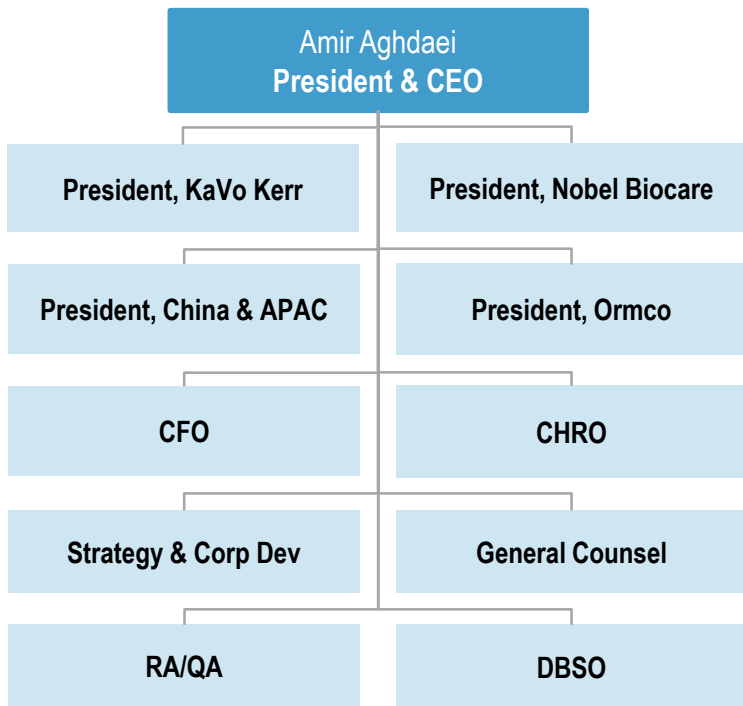 Amir Aghdaei
President & CEO
President, KaVo Kerr
President, Nobel Biocare
President, China & APAC
President, Ormco
CFO
CHRO
Strategy & Corp Dev
General Counsel
RA/QA
DBSO